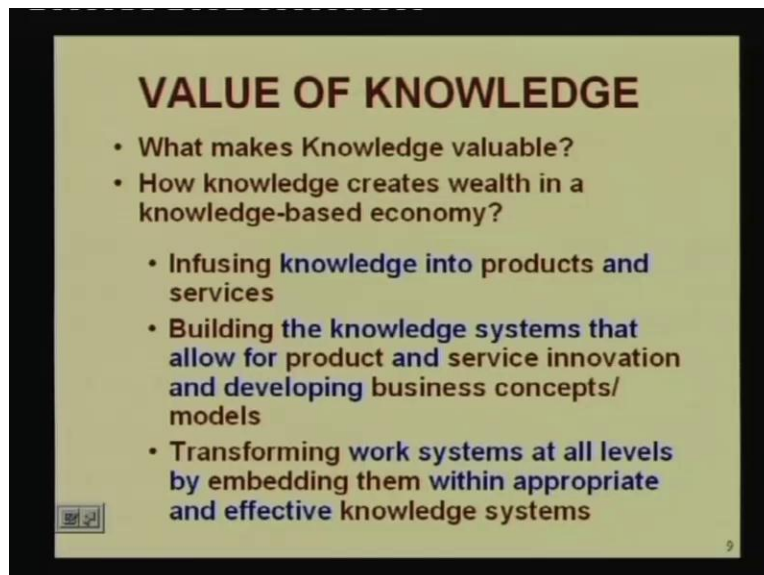 VALUE OF KNOWLEDGE
• What makes Knowledge valuable?
• How knowledge creates wealth in a
knowledge-based economy?
• Infusing knowledge into products and
services
• Building the knowledge systems that
allow for product and service innovation
and developing business concepts/
models
• Transforming work systems at all levels
by embedding them within appropriate
and effective knowledge systems
9